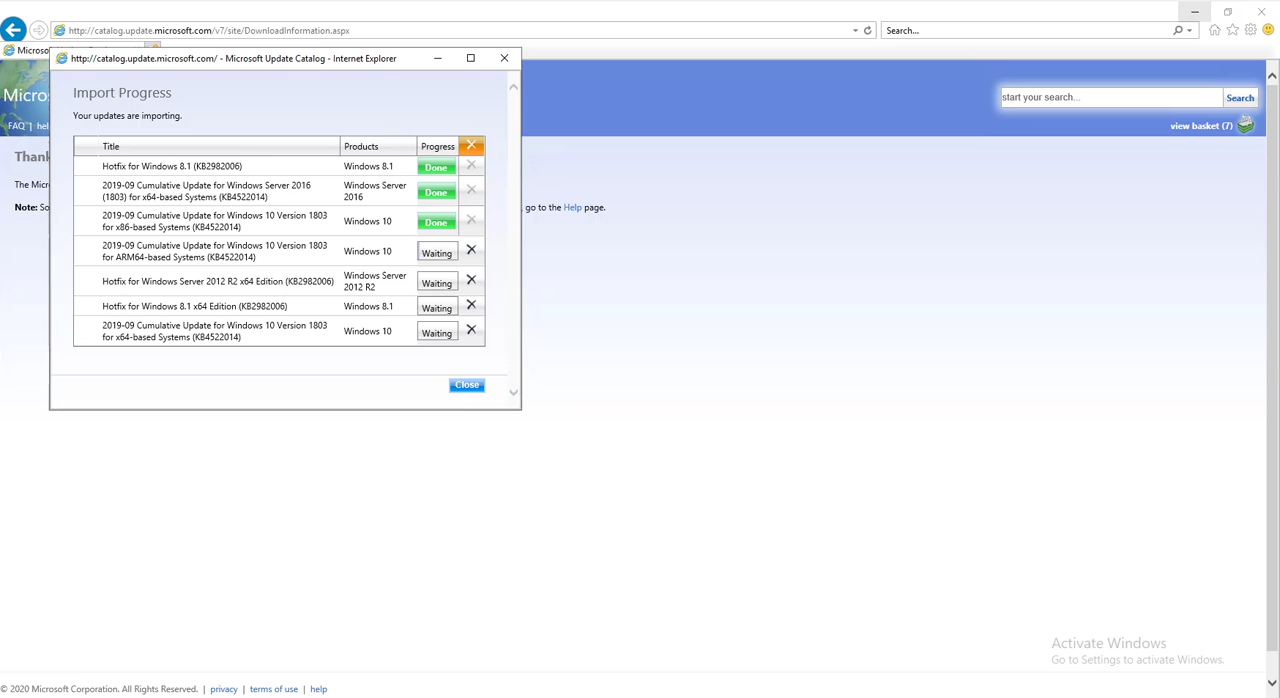 http://catalog.update.microsoft.com/v7/site/DownloadInformation.aspx
Search...
Microso
http://catalog.update.microsoft.com/ - Microsoft Update Catalog - Internet Explorer
Micro
FAQ | hel
start your search...
Search
view basket (7)
Import Progress
Your updates are importing.
Title Products Progress
Hotfix for Windows 8.1 (KB2982006) Windows 8.1 Done
2019-09 Cumulative Update for Windows Server 2016 Windows Server
(1803) for x64-based Systems (KB4522014) 2016 Done
2019-09 Cumulative Update for Windows 10 Version 1803
for x86-based Systems (KB4522014) Windows 10 Done
2019-09 Cumulative Update for Windows 10 Version 1803
for ARM64-based Systems (KB4522014) Windows 10 Waiting
Hotfix for Windows Server 2012 R2 x64 Edition (KB2982006) Windows Server
2012 R2 Waiting
Hotfix for Windows 8.1 x64 Edition (KB2982006) Windows 8.1 Waiting
2019-09 Cumulative Update for Windows 10 Version 1803
for x64-based Systems (KB4522014) Windows 10 Waiting
Close
Thank
The Micr
Note: So , go to the Help page.
Activate Windows
Go to Settings to activate Windows.
© 2020 Microsoft Corporation. All Rights Reserved. | privacy | terms of use | help